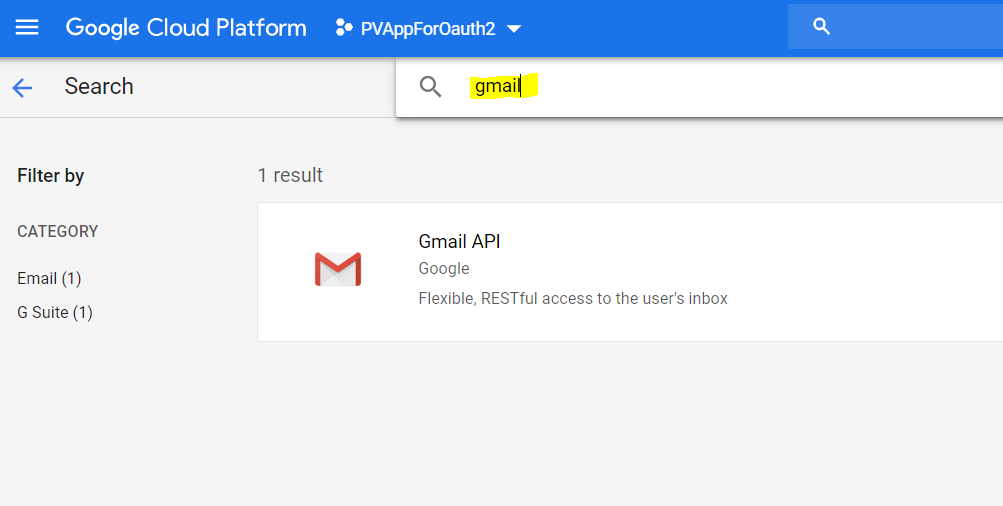 Google Cloud Platform
PVAppForOauth2
Search
gmail
Filter by
1 result
CATEGORY
Email (1)
G Suite (1)
Gmail API
Google
Flexible, RESTful access to the user's inbox